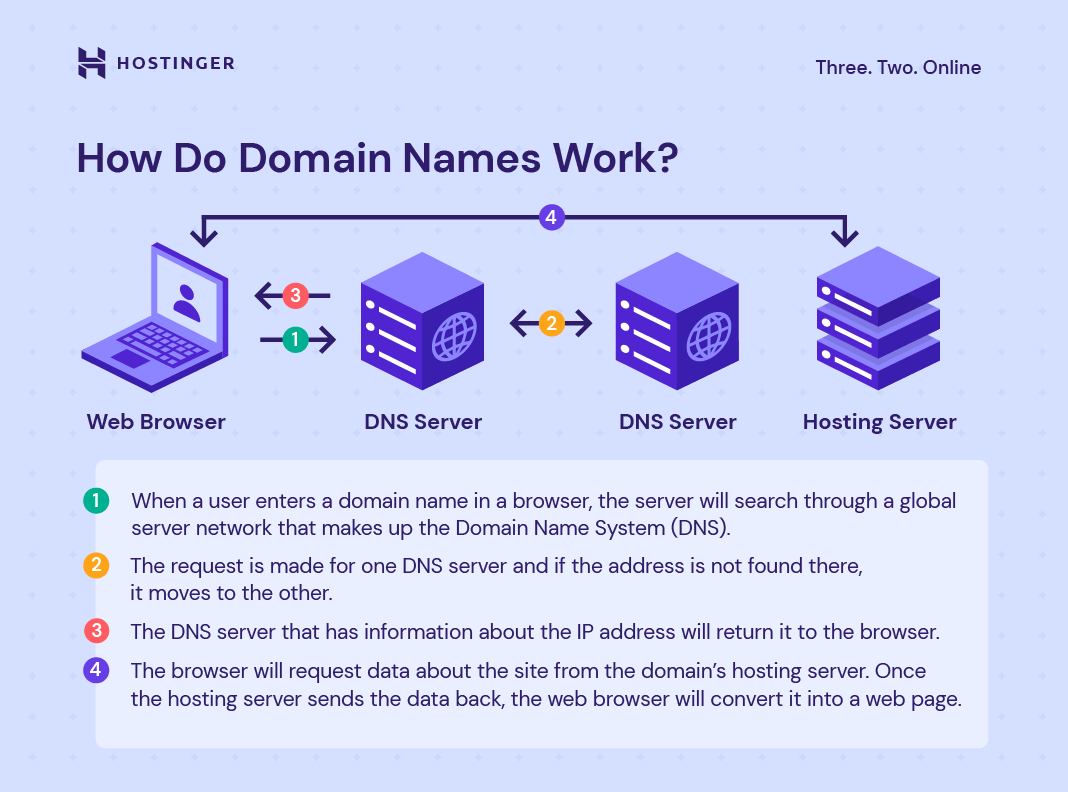 HOSTINGER
Three. Two. Online
How Do Domain Names Work?
4
3
1
2
Web Browser
DNS Server
DNS Server
Hosting Server
1 When a user enters a domain name in a browser, the server will search through a global
server network that makes up the Domain Name System (DNS).
2 The request is made for one DNS server and if the address is not found there,
it moves to the other.
3 The DNS server that has information about the IP address will return it to the browser.
4 The browser will request data about the site from the domain’s hosting server. Once
the hosting server sends the data back, the web browser will convert it into a web page.